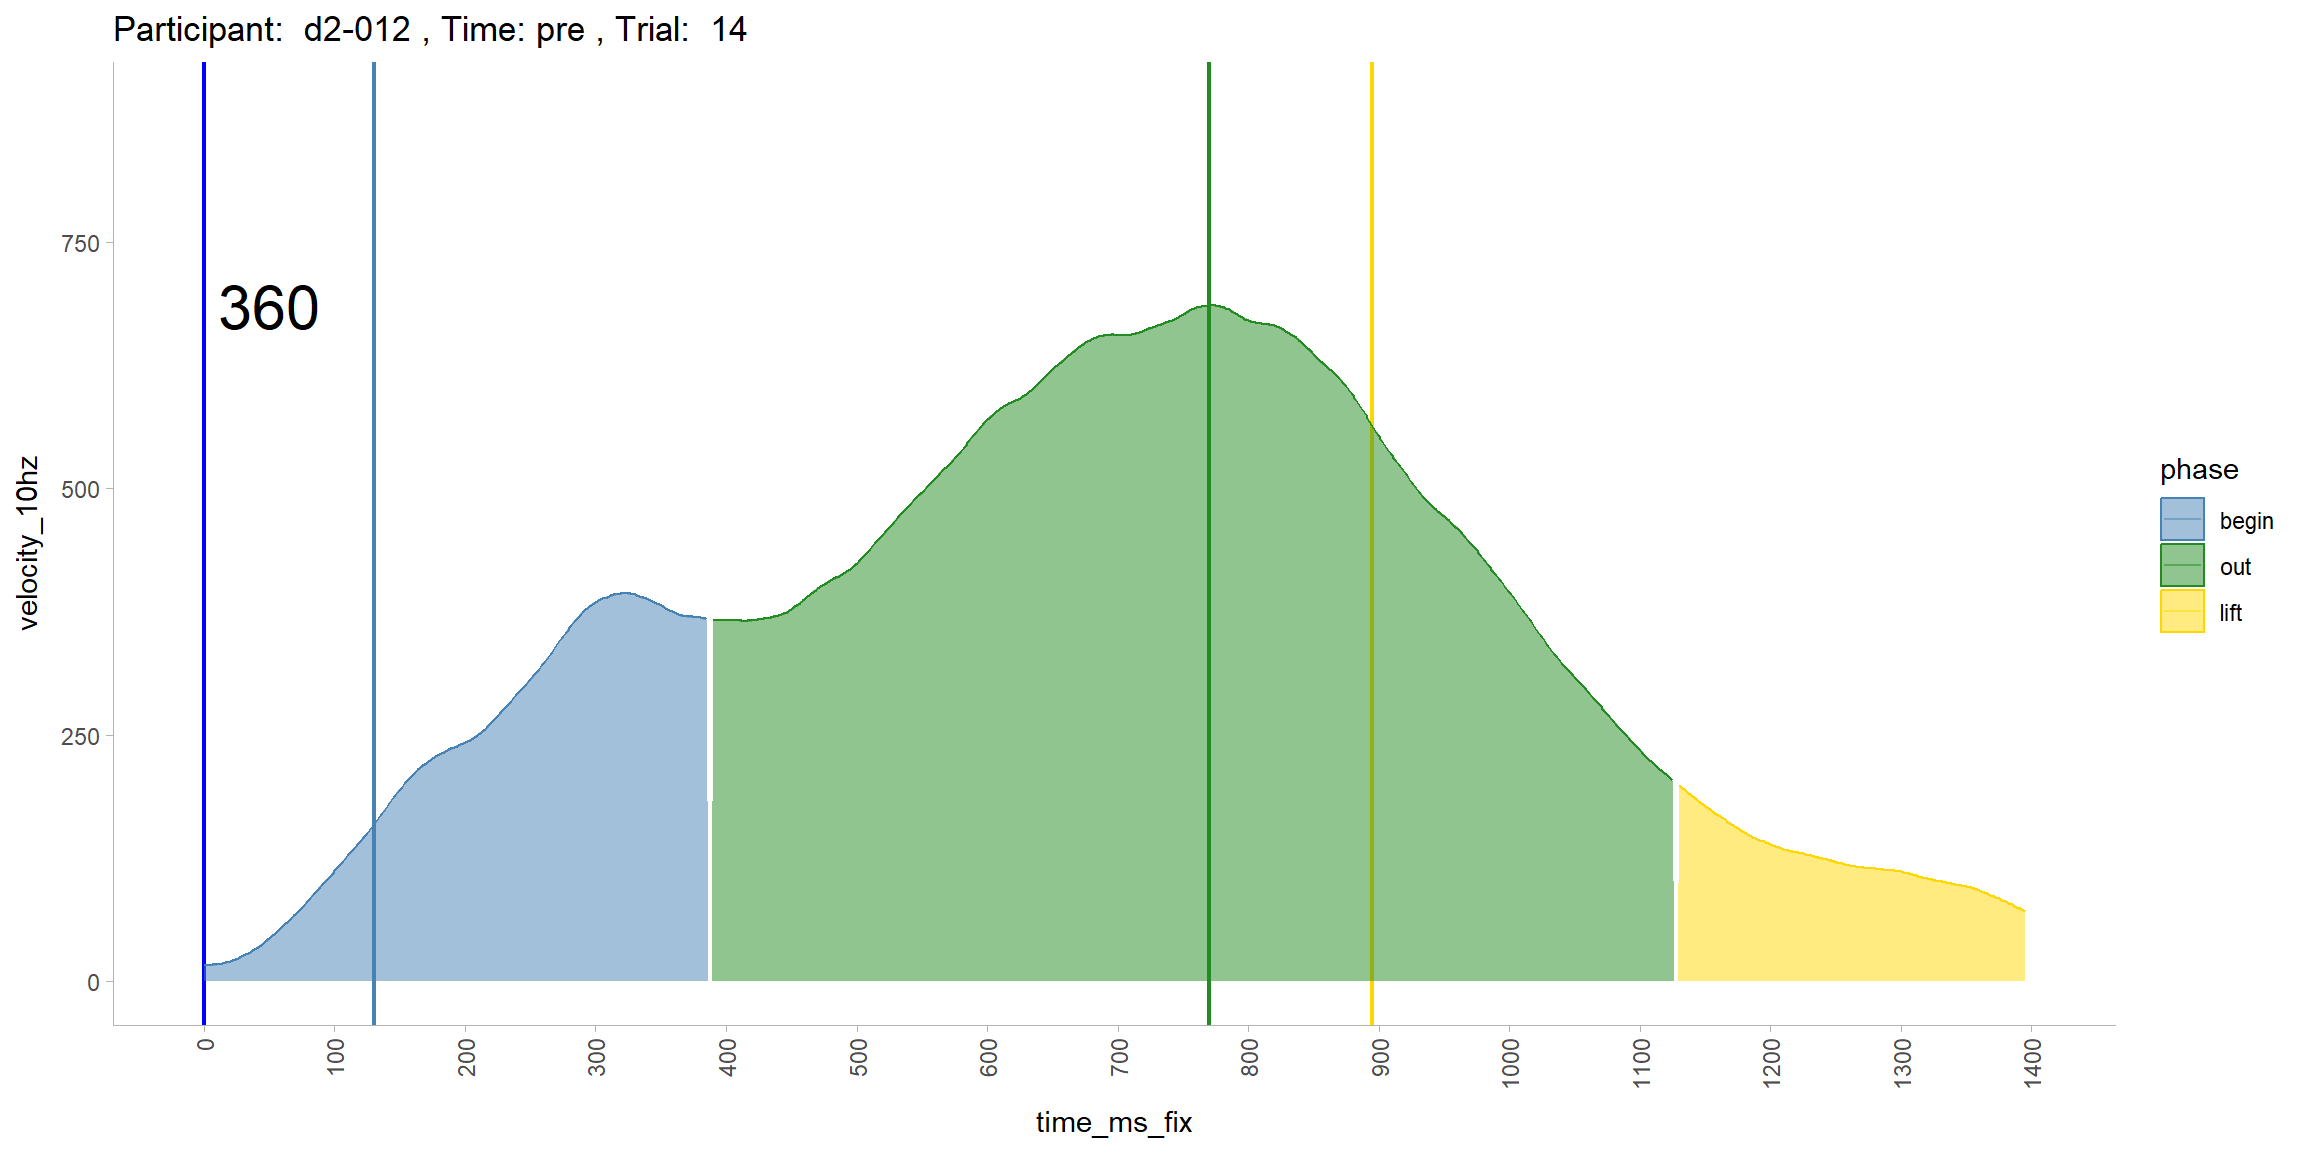 Participant:  d2-012 , Time: pre , Trial:  14
360
velocity_10hz
750
500
250
0
0
100
200
300
400
500
600
700
800
900
1000
1100
1200
1300
1400
time_ms_fix
phase
begin
out
lift